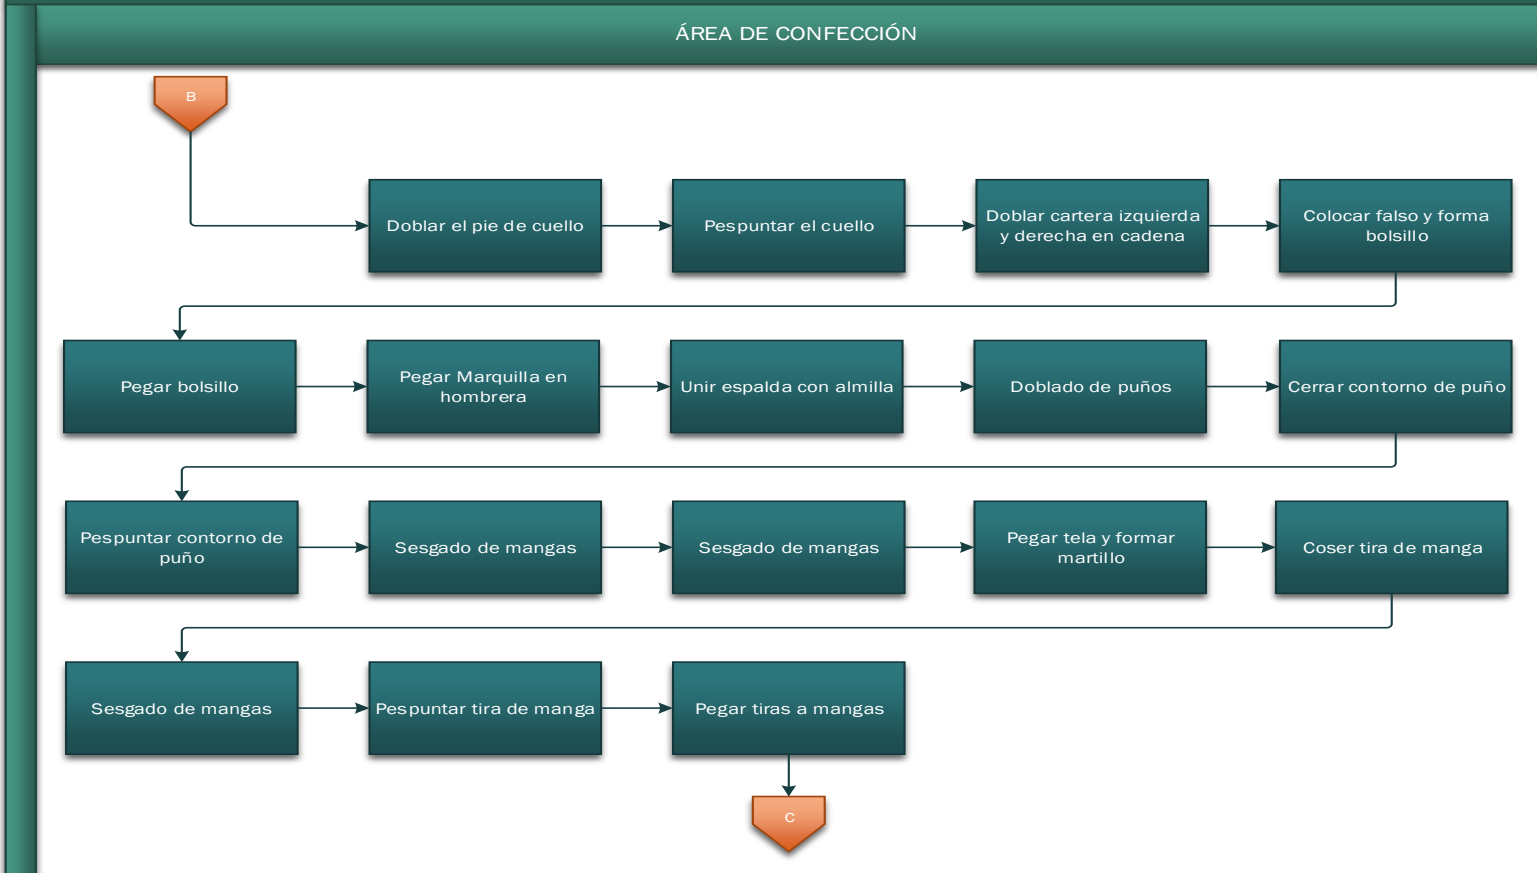 ÁREA DE CONFECCIÓN
B
Doblar el pie de cuello
Pespuntar el cuello
Doblar cartera izquierda
y derecha en cadena
Colocar falso y forma
bolsillo
Pegar bolsillo
Pegar Marquilla en
hombrera
Unir espalda con almilla
Doblado de puños
Cerrar contorno de puño
Pespuntar contorno de
puño
Sesgado de mangas
Sesgado de mangas
Pegar tela y formar
martillo
Coser tira de manga
Sesgado de mangas
Pespuntar tira de manga
Pegar tiras a mangas
C